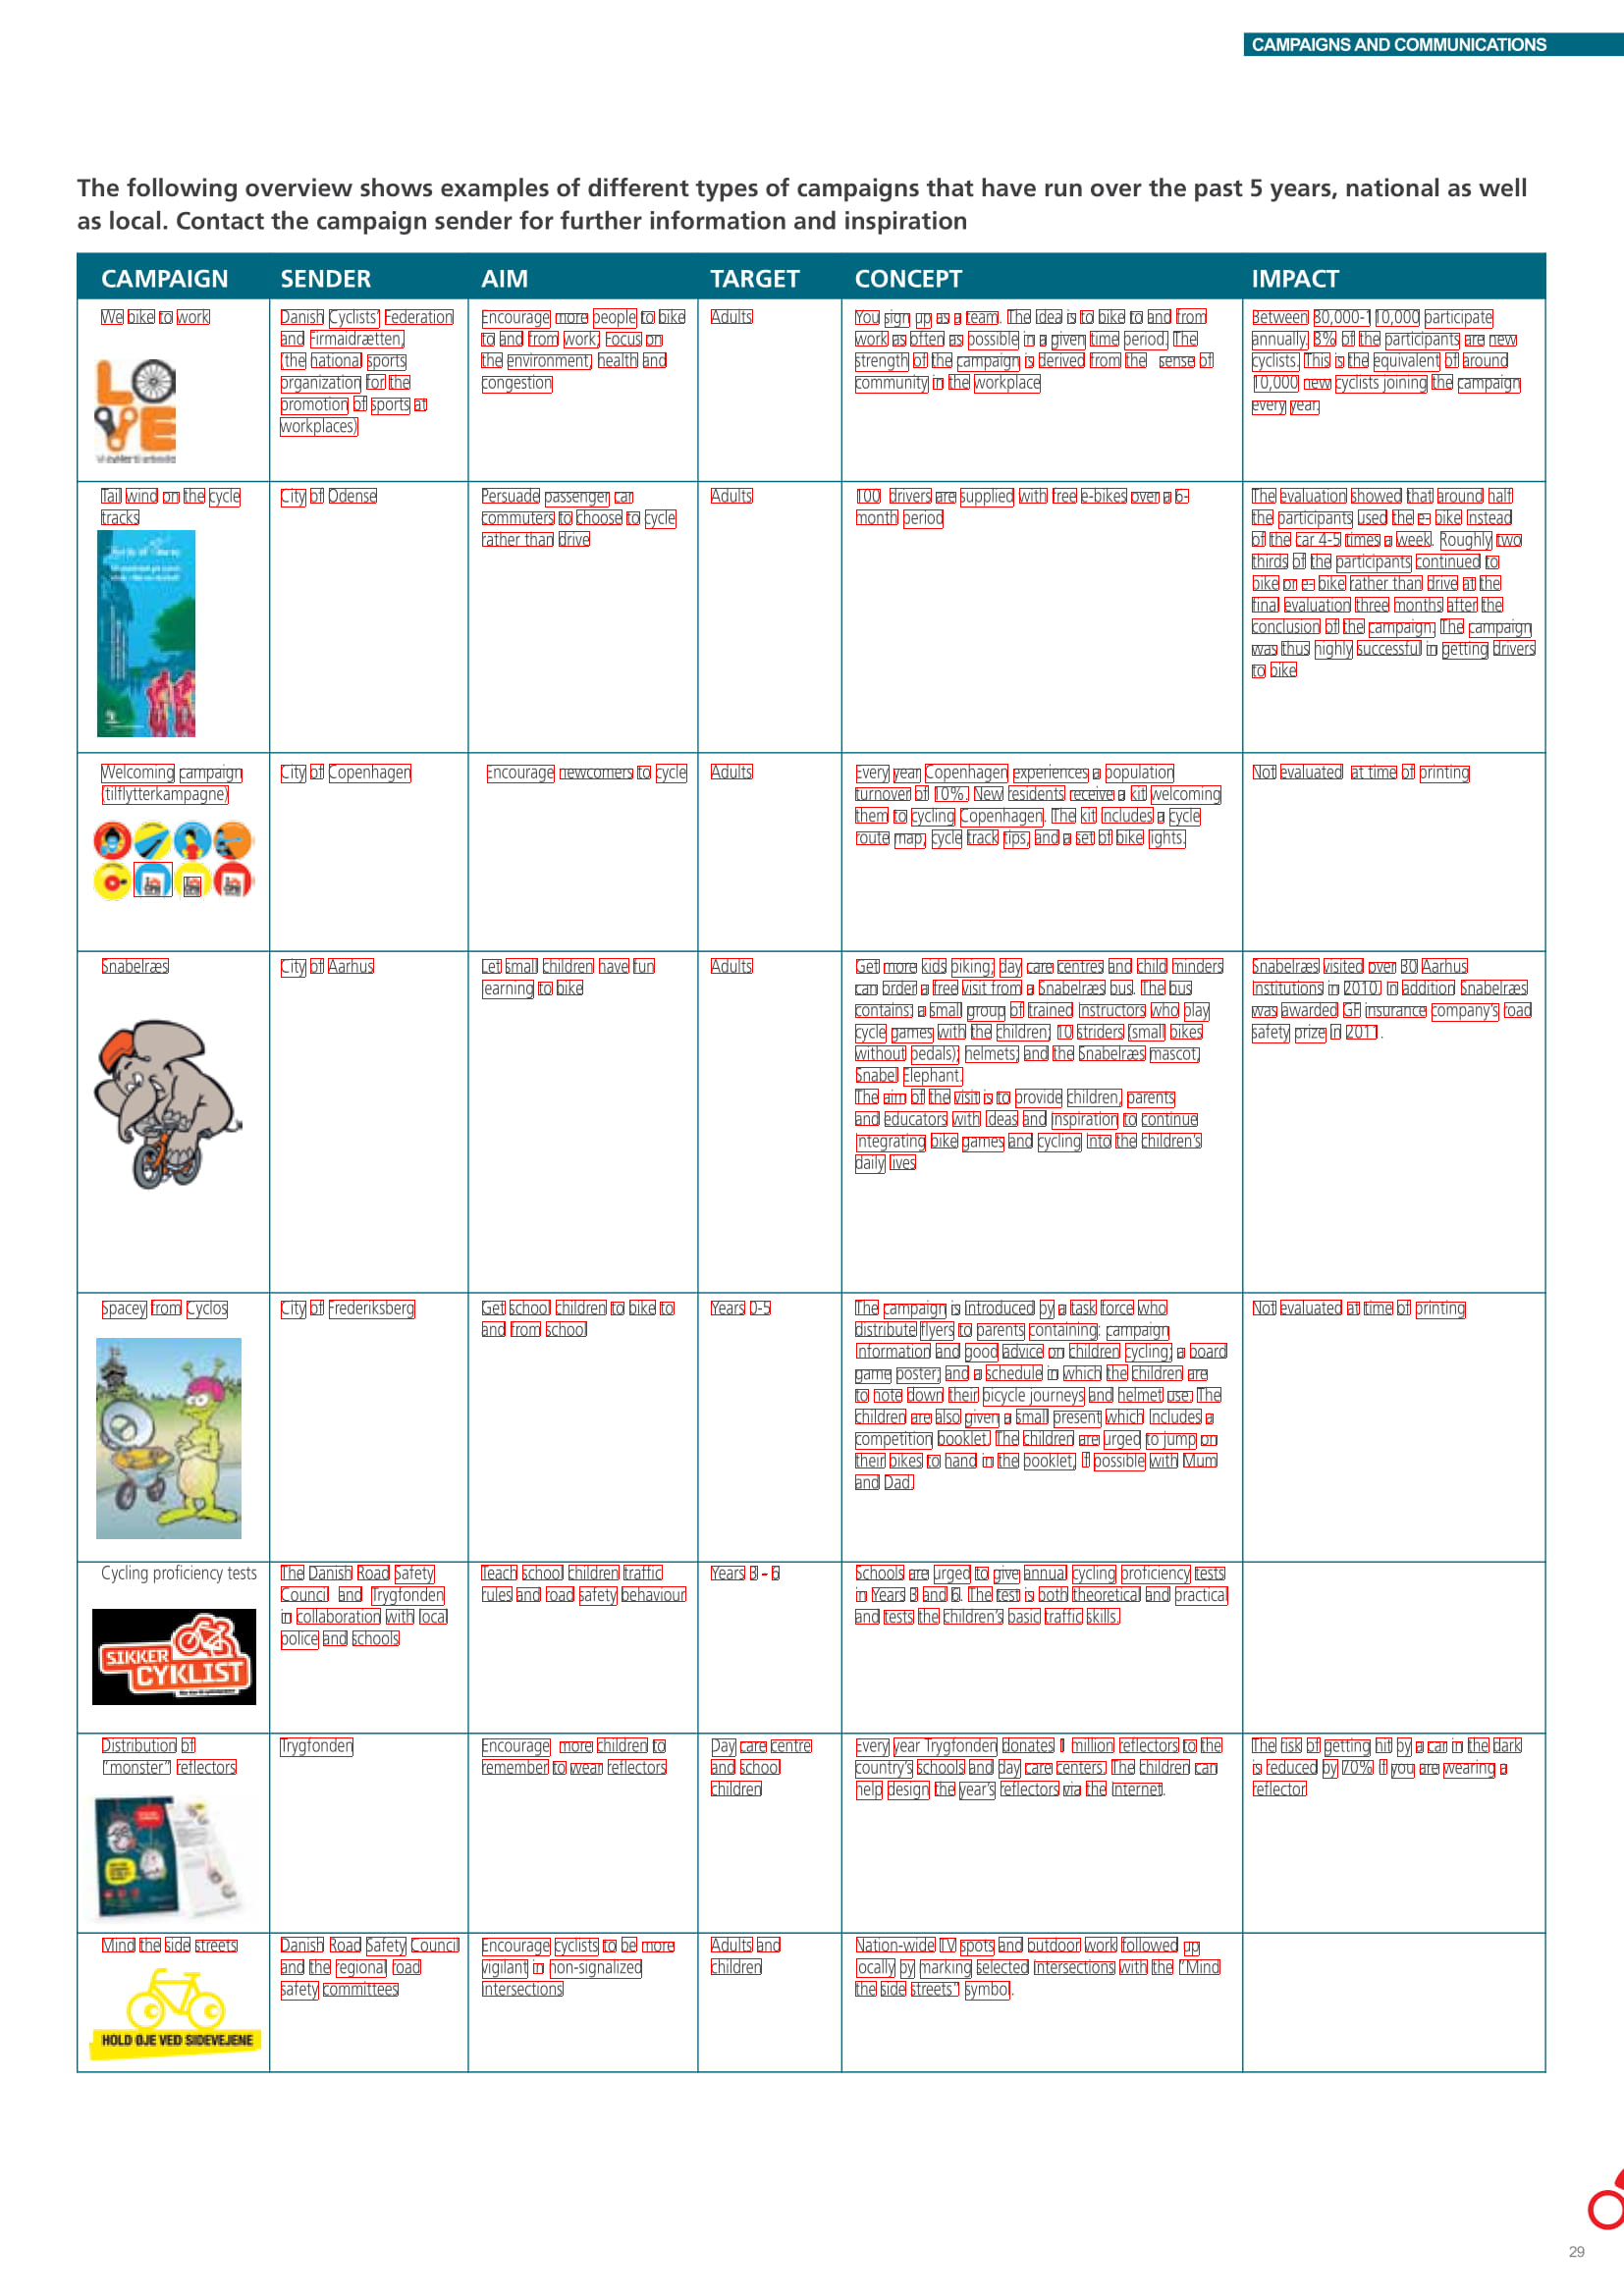 CAMPAIGNS AND COMMUNICATIONS
The following overview shows examples of different types of campaigns that have run over the past 5 years, national as well
as local. Contact the campaign sender for further information and inspiration
CAMPAIGN SENDER AIM TARGET CONCEPT IMPACT
We bike to work
LOVE
Danish Cyclists' Federation
and Firmaidrætten,
(the national sports
organization for the
promotion of sports at
workplaces)
Encourage more people to bike
to and from work; Focus on
the environment, health and
congestion
Adults
You sign up as a team. The Idea is to bike to and from
work as often as possible in a given time period. The
strength of the campaign is derived from the sense of
community in the workplace
Between 80,000-110,000 participate
annually. 8% of the participants are new
cyclists. This is the equivalent of around
10,000 new cyclists joining the campaign
every year.
Tail wind on the cycle
tracks
City of Odense
Persuade passenger car
commuters to choose to cycle
rather than drive
Adults
100 drivers are supplied with free e-bikes over a 6-
month period
The evaluation showed that around half
the participants used the e- bike instead
of the car 4-5 times a week. Roughly two
thirds of the participants continued to
bike or e- bike rather than drive at the
final evaluation three months after the
conclusion of the campaign. The campaign
was thus highly successful in getting drivers
to bike
Welcoming campaign
(tilflytterkampagne)
City of Copenhagen
Encourage newcomers to cycle
Adults
Every year Copenhagen experiences a population
turnover of 10%. New residents receive a kit welcoming
them to cycling Copenhagen. The kit includes a cycle
route map, cycle track tips, and a set of bike lights.
Not evaluated at time of printing
Snabelræs
City of Aarhus
Let small children have fun
learning to bike
Adults
Get more kids biking; day care centres and child minders
can order a free visit from a Snabelræs bus. The bus
contains: a small group of trained instructors who play
cycle games with the children; 10 striders (small bikes
without pedals); helmets; and the Snabelræs mascot,
Snabel Elephant.
The aim of the visit is to provide children, parents
and educators with ideas and inspiration to continue
integrating bike games and cycling into the children's
daily lives
Snabelræs visited over 30 Aarhus
institutions in 2010. In addition Snabelræs
was awarded GF insurance company's road
safety prize in 2011.
Spacey from Cyclos
City of Frederiksberg
Get school children to bike to
and from school
Years 0-5
The campaign is introduced by a task force who
distribute flyers to parents containing: campaign
information and good advice on children cycling; a board
game poster; and a schedule in which the children are
to note down their bicycle journeys and helmet use. The
children are also given a small present which includes a
competition booklet. The children are urged to jump on
their bikes to hand in the booklet, if possible with Mum
and Dad.
Not evaluated at time of printing
Cycling proficiency tests
SIKKER
CYKLIST
The Danish Road Safety
Council and Trygfonden
in collaboration with local
police and schools
Teach school children traffic
rules and road safety behaviour
Years 3 - 6
Schools are urged to give annual cycling proficiency tests
in Years 3 and 6. The test is both theoretical and practical
and tests the children's basic traffic skills.
Distribution of
"monster" reflectors
Trygfonden
Encourage more children to
remember to wear reflectors
Day care centre
and school
children
Every year Trygfonden donates 1 million reflectors to the
country's schools and day care centers. The children can
help design the year's reflectors via the internet.
The risk of getting hit by a car in the dark
is reduced by 70% if you are wearing a
reflector
Mind the side streets
HOLD ØJE VED SIDEVEJENE
Danish Road Safety Council
and the regional road
safety committees
Encourage cyclists to be more
vigilant in non-signalized
intersections
Adults and
children
Nation-wide TV spots and outdoor work followed up
locally by marking selected intersections with the "Mind
the side streets" symbol.
29